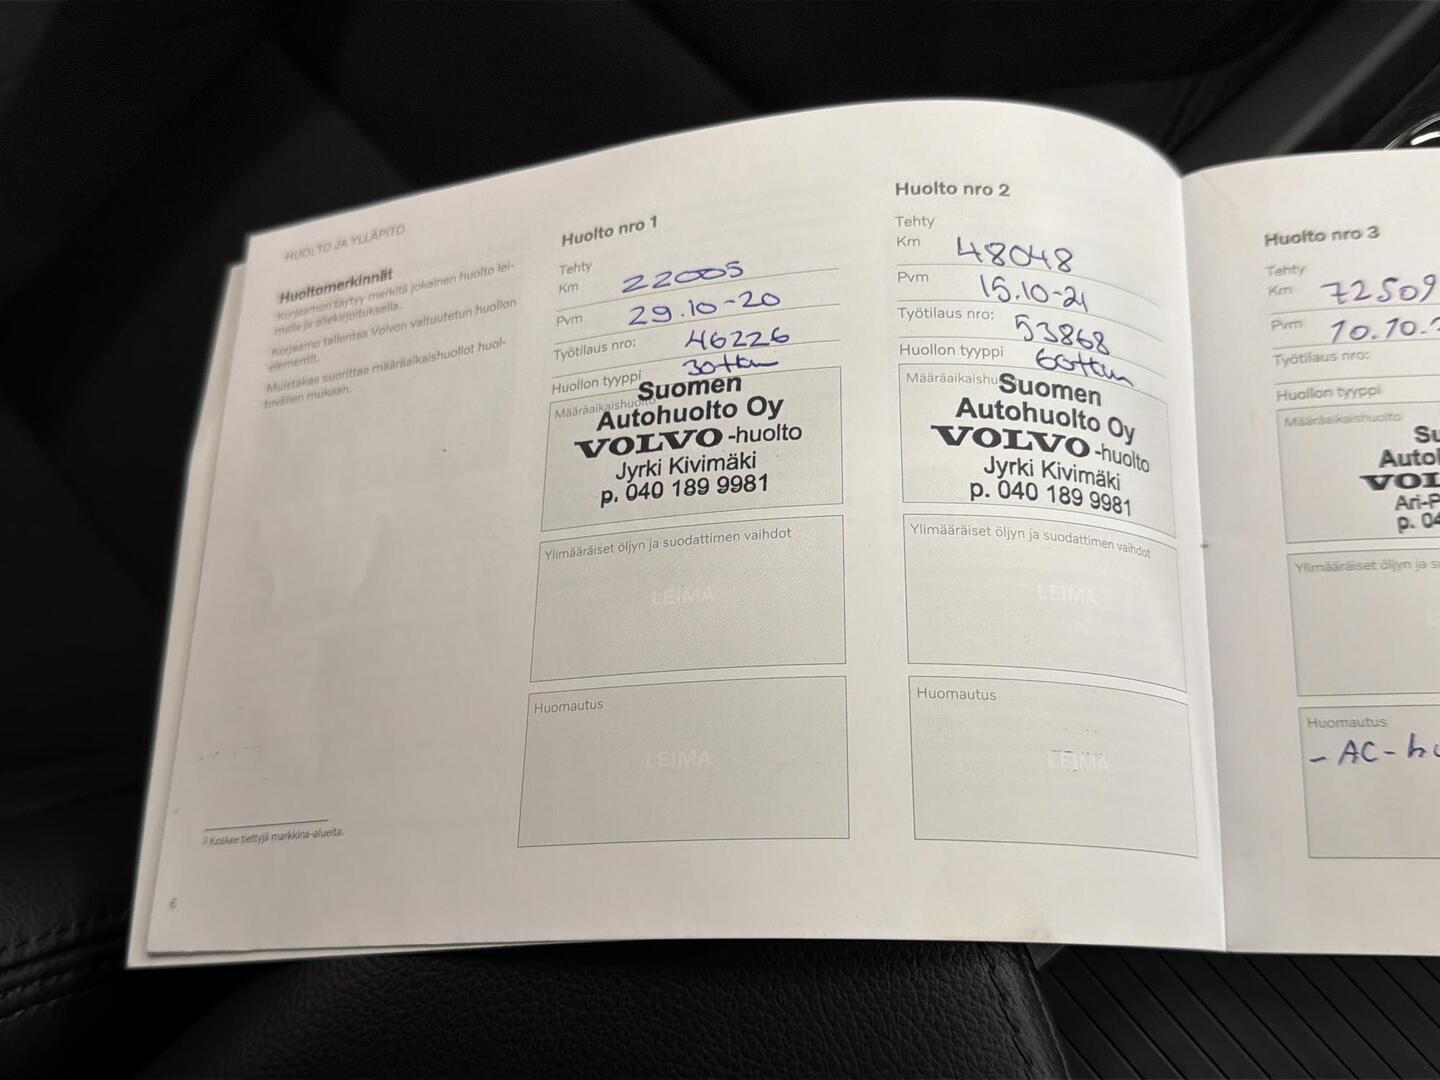 HUOLTO JA YLLÄPITO
Huoltomerkinnät
Korjaamon täytyy merkitä jokainen huolto lei-
malla ja allekirjoituksella.
Korjaamo tallentaa Volvon valtuutetun huollon
elementit.
Muistakaa suorittaa määräaikaishuollot huol-
tovälien mukaan.
2 Koskee tiettyjä markkina-alueita.
6
Huolto nro 1
Tehty
Km 22005
Pvm 29.10-20
Työtilaus nro: 46226
Huollon tyyppi 30tkm
Määräaikaishuolto
Suomen
Autohuolto Oy
VOLVO -huolto
Jyrki Kivimäki
p. 040 189 9981
Ylimääräiset öljyn ja suodattimen vaihdot
LEIMA
Huomautus
LEIMA
Huolto nro 2
Tehty
Km 48048
Pvm 15.10-21
Työtilaus nro: 53868
Huollon tyyppi 60tkm
Suomen
Autohuolto Oy
VOLVO -huolto
Jyrki Kivimäki
p. 040 189 9981
Ylimääräiset öljyn ja suodattimen vaihdot
LEIMA
Huomautus
LEIMA
Huolto nro 3
Tehty
Km 72509
Pvm 10.10.
Työtilaus nro:
Huollon tyyppi
Määräaikaishuolto
Ylimääräiset öljyn ja
Huomautus
- AC-